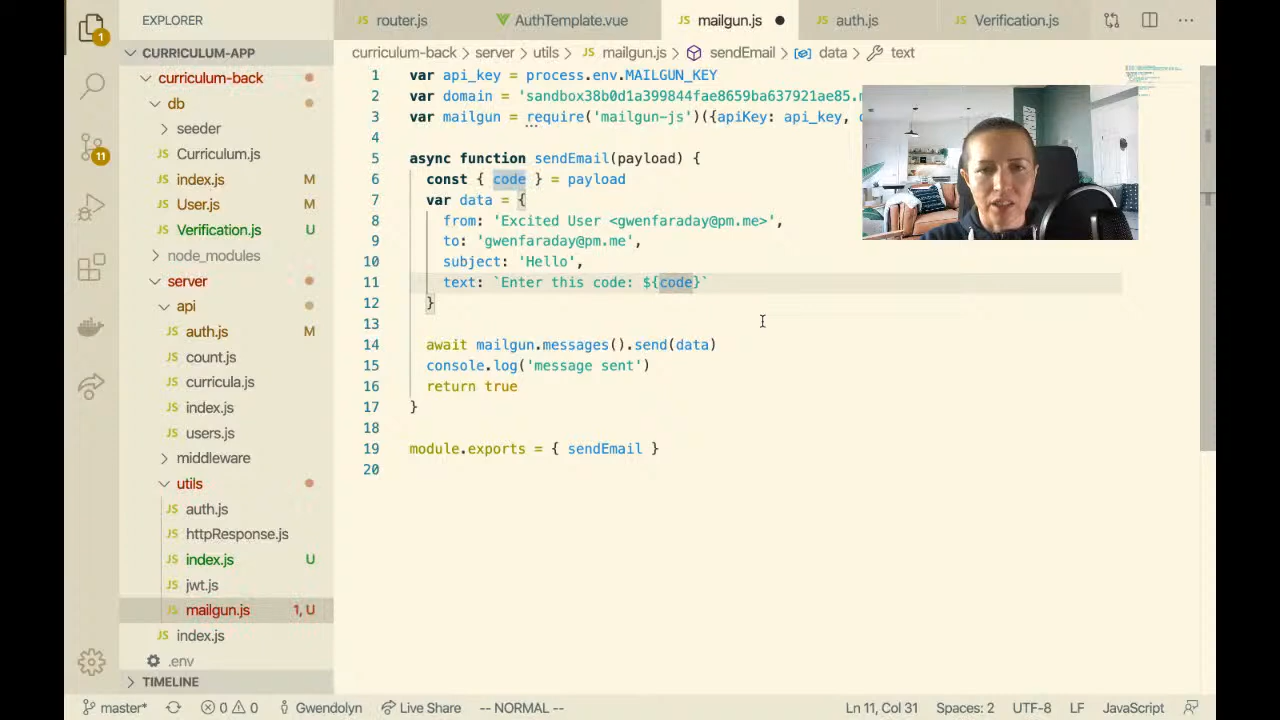 EXPLORER
router.js
AuthTemplate.vue
mailgun.js
auth.js
Verification.js
CURRICULUM-APP
curriculum-back
db
seeder
Curriculum.js
index.js M
User.js M
Verification.js U
node_modules
server
api
auth.js M
count.js
curricula.js
index.js
users.js
middleware
utils
auth.js
httpResponse.js
index.js U
jwt.js
mailgun.js 1, U
index.js
.env
TIMELINE
1
11
curriculum-back > server > utils > JS mailgun.js > sendEmail > data > text
1 var api_key = process.env.MAILGUN_KEY
2 var domain = 'sandbox38b0d1a399844fae8659ba637921ae85.
3 var mailgun = require('mailgun-js')({apiKey: api_key,
4
5 async function sendEmail(payload) {
6 const { code } = payload
7 var data = {
8 from: 'Excited User <gwenfaraday@pm.me>',
9 to: 'gwenfaraday@pm.me',
10 subject: 'Hello',
11 text: `Enter this code: ${code}`
12 }
13
14 await mailgun.messages().send(data)
15 console.log('message sent')
16 return true
17 }
18
19 module.exports = { sendEmail }
20
master* 0 0 Gwendolyn Live Share -- NORMAL -- Ln 11, Col 31 Spaces: 2 UTF-8 LF JavaScript